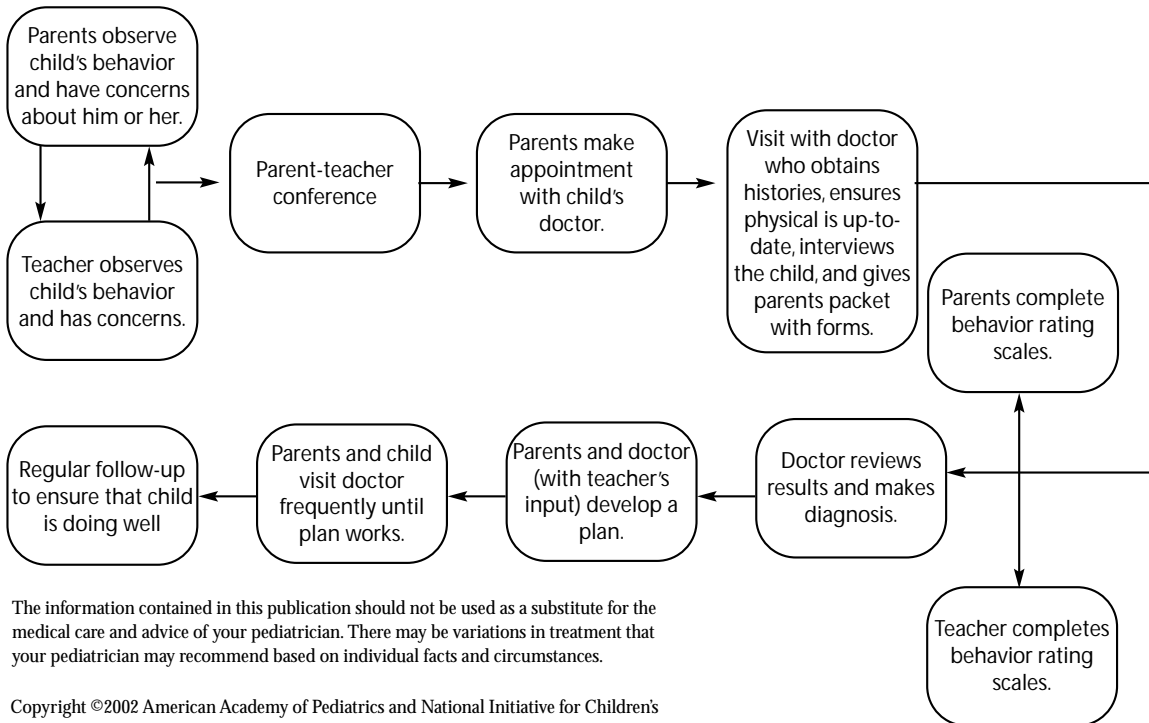 Parents observe
child's behavior
and have concerns
about him or her.
Teacher observes
child's behavior
and has concerns.
Parent-teacher
conference
Parents make
appointment
with child's
doctor.
Visit with doctor
who obtains
histories, ensures
physical is up-to-
date, interviews
the child, and gives
parents packet
with forms.
Parents complete
behavior rating
scales.
Teacher completes
behavior rating
scales.
Doctor reviews
results and makes
diagnosis.
Parents and doctor
(with teacher's
input) develop a
plan.
Parents and child
visit doctor
frequently until
plan works.
Regular follow-up
to ensure that child
is doing well
The information contained in this publication should not be used as a substitute for the
medical care and advice of your pediatrician. There may be variations in treatment that
your pediatrician may recommend based on individual facts and circumstances.
Copyright ©2002 American Academy of Pediatrics and National Initiative for Children's